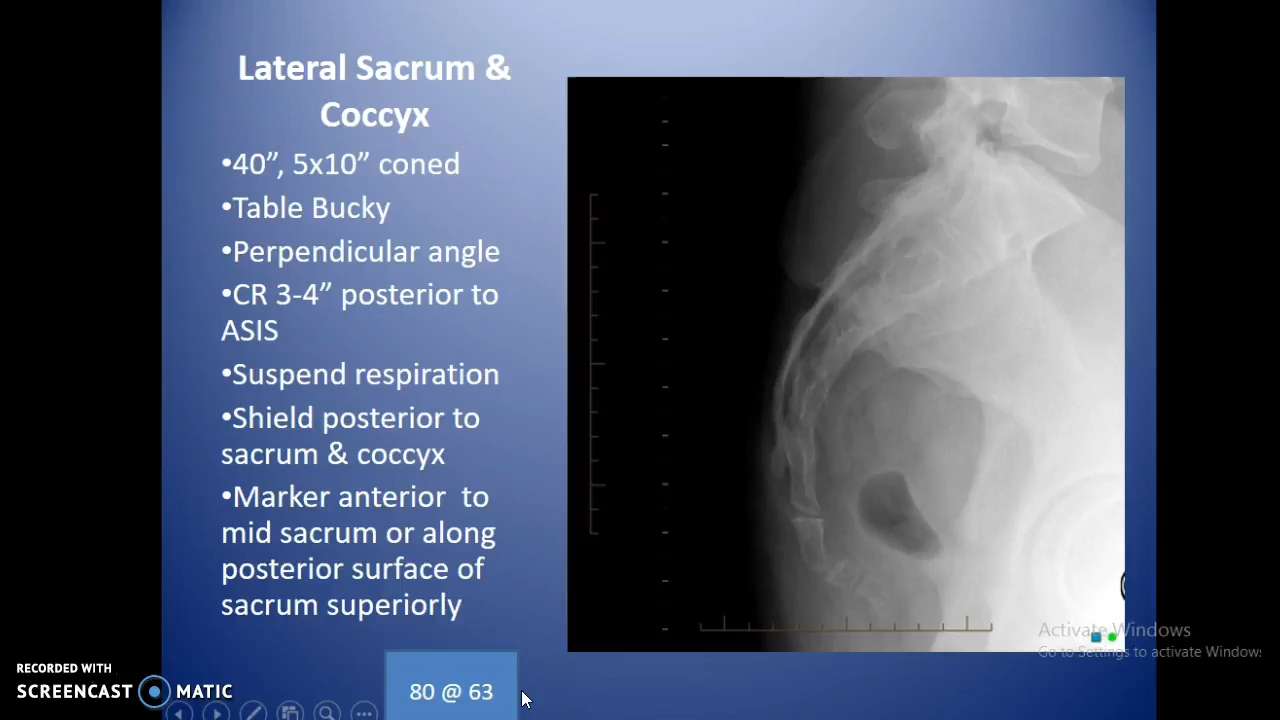 Lateral Sacrum &
Coccyx
•40”, 5x10” coned
•Table Bucky
•Perpendicular angle
•CR 3-4” posterior to
ASIS
•Suspend respiration
•Shield posterior to
sacrum & coccyx
•Marker anterior  to
mid sacrum or along
posterior surface of
sacrum superiorly
80 @ 63
Activate Windows
Go to Settings to activate Windows
RECORDED WITH
SCREENCAST MATIC